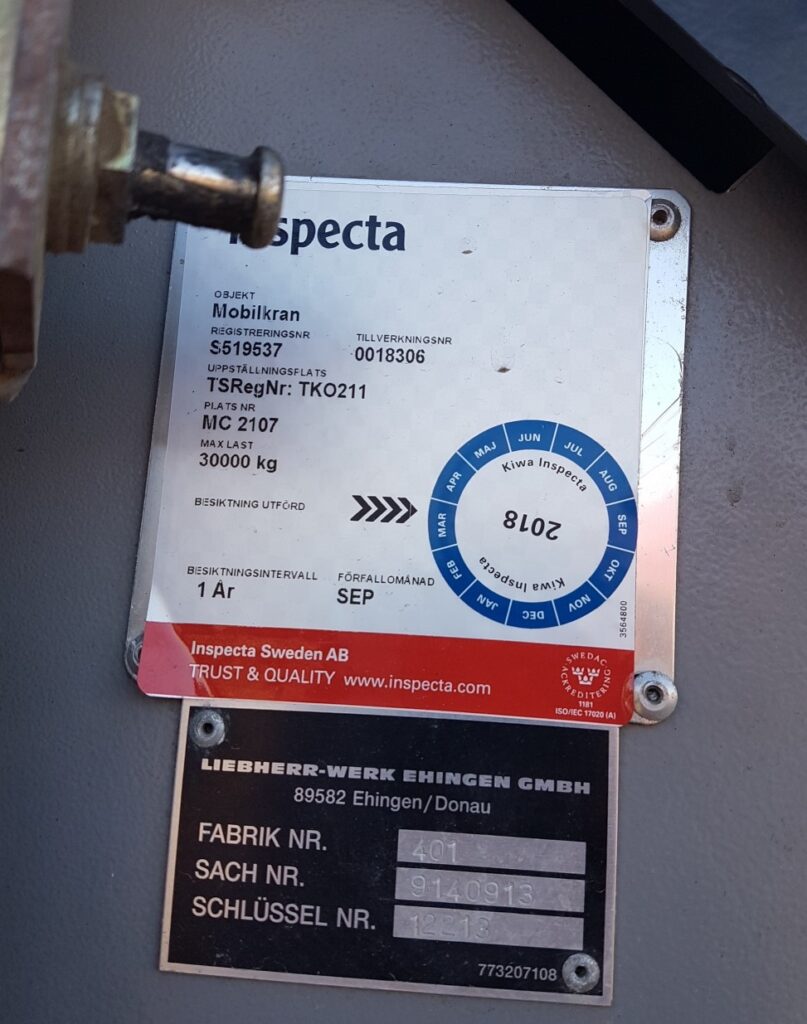 Inspecta
OBJEKT
Mobilkran
REGISTRERINGSNR TILLVERKNINGSNR
S519537 0018306
UPPSTÄLLNINGSPLATS
TSRegNr: TKO211
PLATS NR
MC 2107
MAX LAST
30000 kg
BESIKTNING UTFÖRD
JAN FEB MAR APR MAJ JUN JUL AUG SEP OKT NOV DEC
Kiwa Inspecta
2018
Kiwa Inspecta
BESIKTNINGSINTERVALL FÖRFALLOMÅNAD
1 År SEP
3564800
Inspecta Sweden AB
TRUST & QUALITY www.inspecta.com
SWEDAC
ACKREDITERING
1181
ISO/IEC 17020 (A)
LIEBHERR-WERK EHINGEN GMBH
89582 Ehingen/Donau
FABRIK NR. 401
SACH NR. 9140913
SCHLÜSSEL NR.
773207108